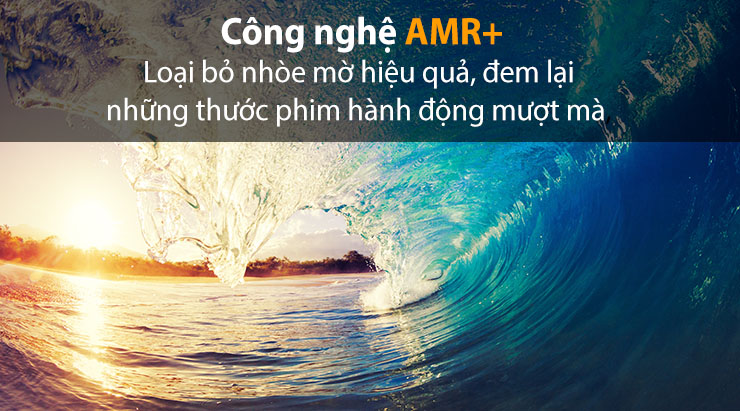 Công nghệ AMR+
Loại bỏ nhòe mờ hiệu quả, đem lại
những thước phim hành động mượt mà